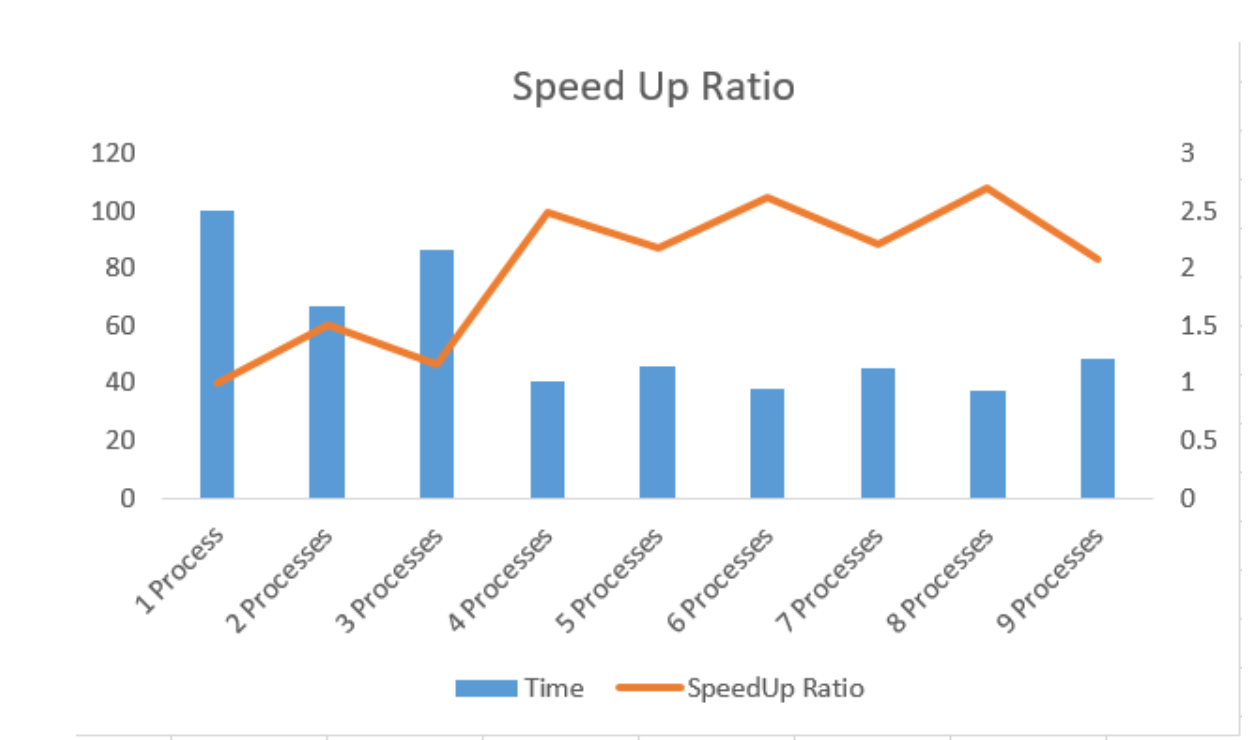 Speed Up Ratio
120
100
80
60
40
20
0
3
2.5
2
1.5
1
0.5
0
1 Process
2 Processes
3 Processes
4 Processes
5 Processes
6 Processes
7 Processes
8 Processes
9 Processes
Time SpeedUp Ratio